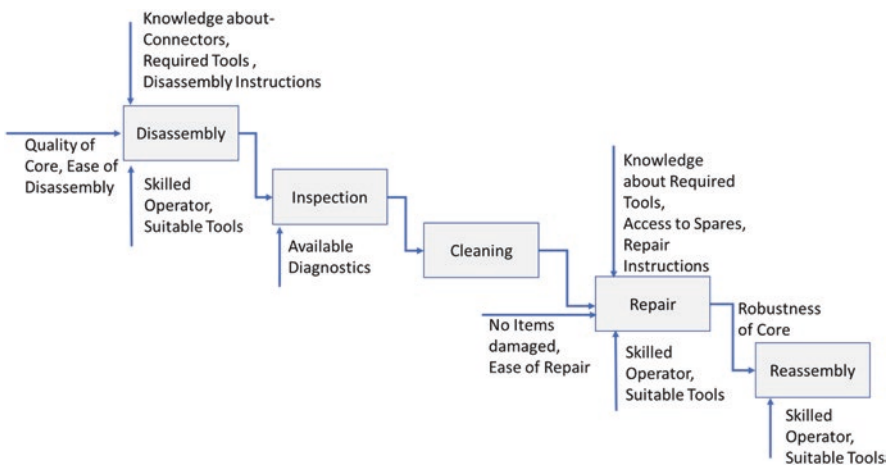 Knowledge about-
Connectors,
Required Tools ,
Disassembly Instructions
Disassembly
Quality of
Core, Ease of
Disassembly
Skilled
Operator,
Suitable Tools
Inspection
Available
Diagnostics
Cleaning
Knowledge
about Required
Tools,
Access to Spares,
Repair
Instructions
Repair
No Items
damaged,
Ease of Repair
Skilled
Operator,
Suitable Tools
Robustness
of Core
Reassembly
Skilled
Operator,
Suitable Tools